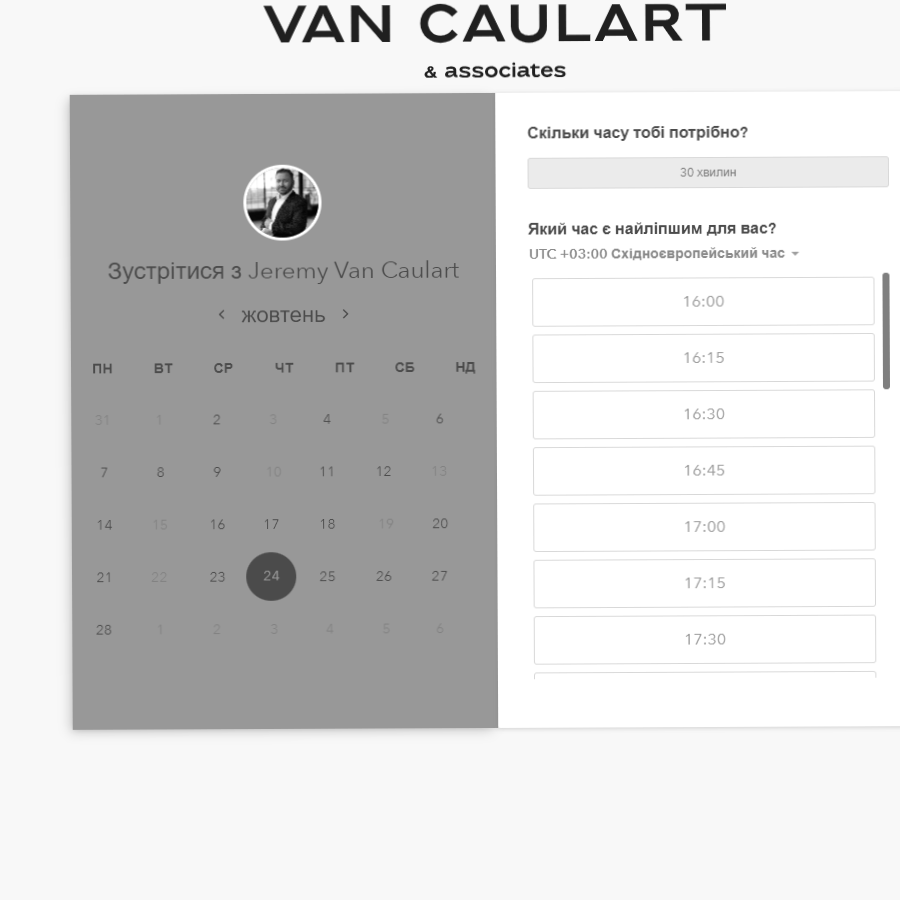 VAN CAULART
& associates
Зустрітися з Jeremy Van Caulart
жовтень
ПН ВТ СР ЧТ ПТ СБ НД
31 1 2 3 4 5 6
7 8 9 10 11 12 13
14 15 16 17 18 19 20
21 22 23 24 25 26 27
28 1 2 3 4 5 6
Скільки часу тобі потрібно?
30 хвилин
Який час є найліпшим для вас?
UTC +03:00 Східноєвропейський час
16:00
16:15
16:30
16:45
17:00
17:15
17:30